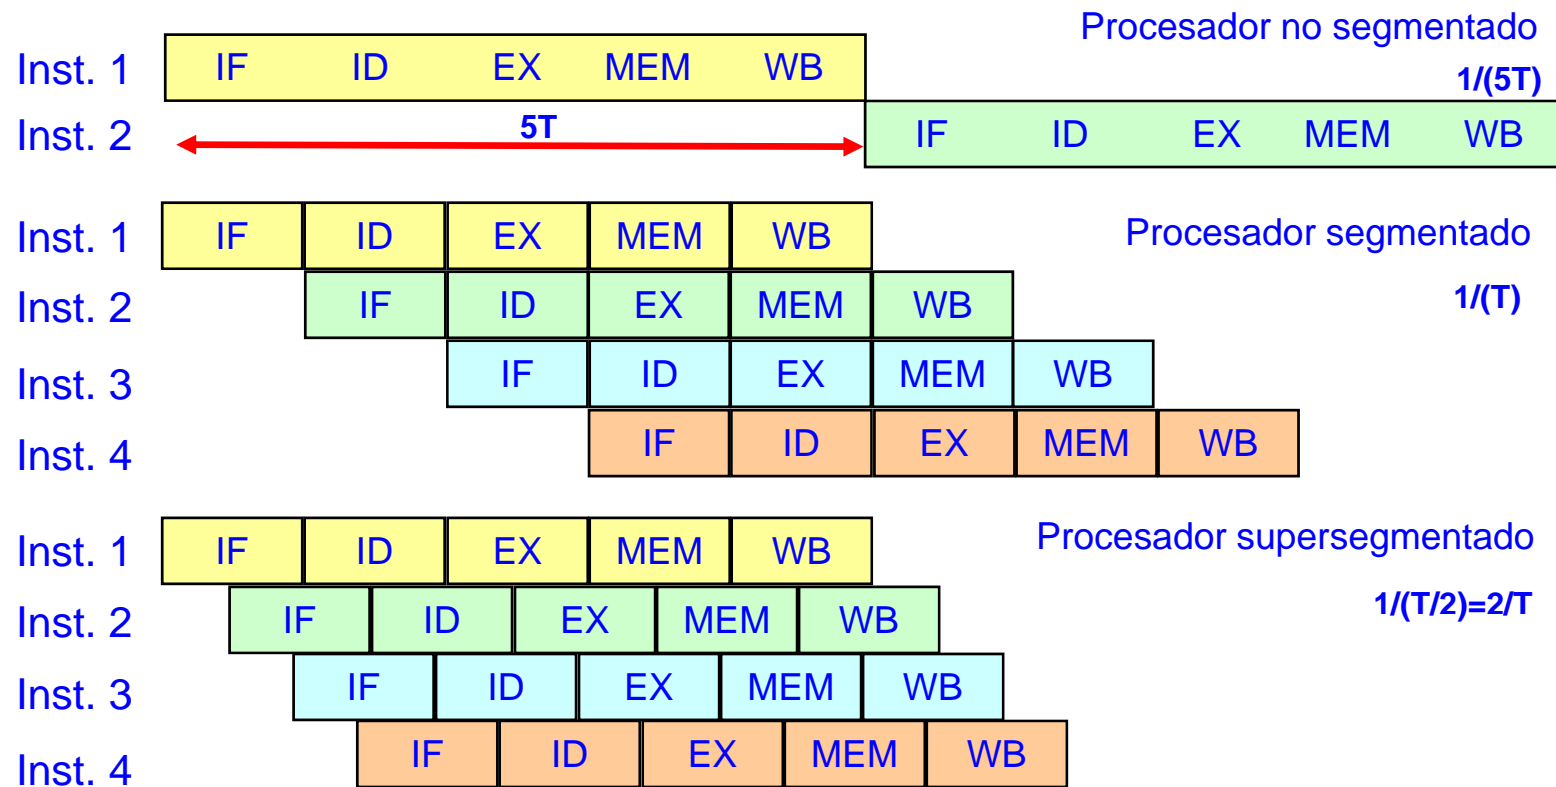 Procesador no segmentado
Inst. 1 IF ID EX MEM WB 1/(5T)
Inst. 2 5T IF ID EX MEM WB
Inst. 1 IF ID EX MEM WB Procesador segmentado
Inst. 2 IF ID EX MEM WB 1/(T)
Inst. 3 IF ID EX MEM WB
Inst. 4 IF ID EX MEM WB
Inst. 1 IF ID EX MEM WB Procesador supersegmentado
Inst. 2 IF ID EX MEM WB 1/(T/2)=2/T
Inst. 3 IF ID EX MEM WB
Inst. 4 IF ID EX MEM WB